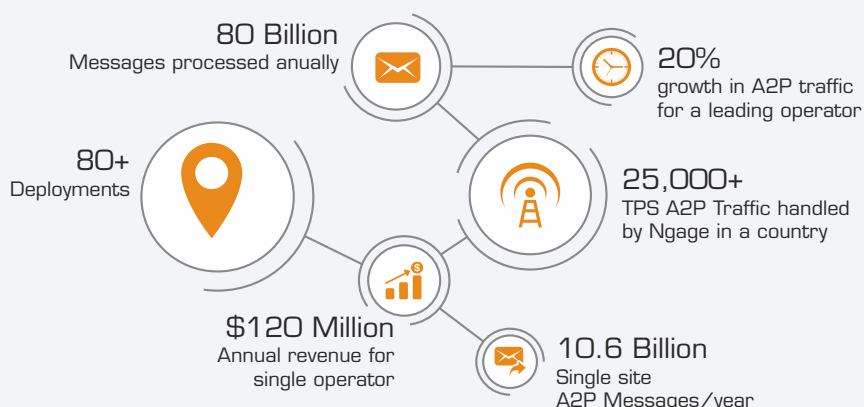 80 Billion
Messages processed anually
20%
growth in A2P traffic
for a leading operator
80+
Deployments
25,000+
TPS A2P Traffic handled
by Ngage in a country
$
$120 Million
Annual revenue for
single operator
10.6 Billion
Single site
A2P Messages/year